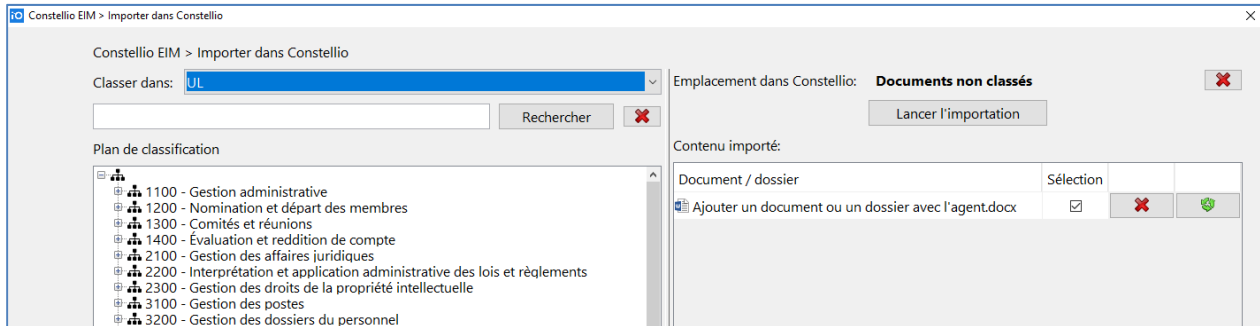 iO Constellio EIM > Importer dans Constellio
Constellio EIM > Importer dans Constellio
Classer dans: UL
Rechercher
Plan de classification
1100 - Gestion administrative
1200 - Nomination et départ des membres
1300 - Comités et réunions
1400 - Évaluation et reddition de compte
2100 - Gestion des affaires juridiques
2200 - Interprétation et application administrative des lois et règlements
2300 - Gestion des droits de la propriété intellectuelle
3100 - Gestion des postes
3200 - Gestion des dossiers du personnel
Emplacement dans Constellio: Documents non classés
Lancer l'importation
Contenu importé:
Document / dossier Sélection
Ajouter un document ou un dossier avec l'agent.docx